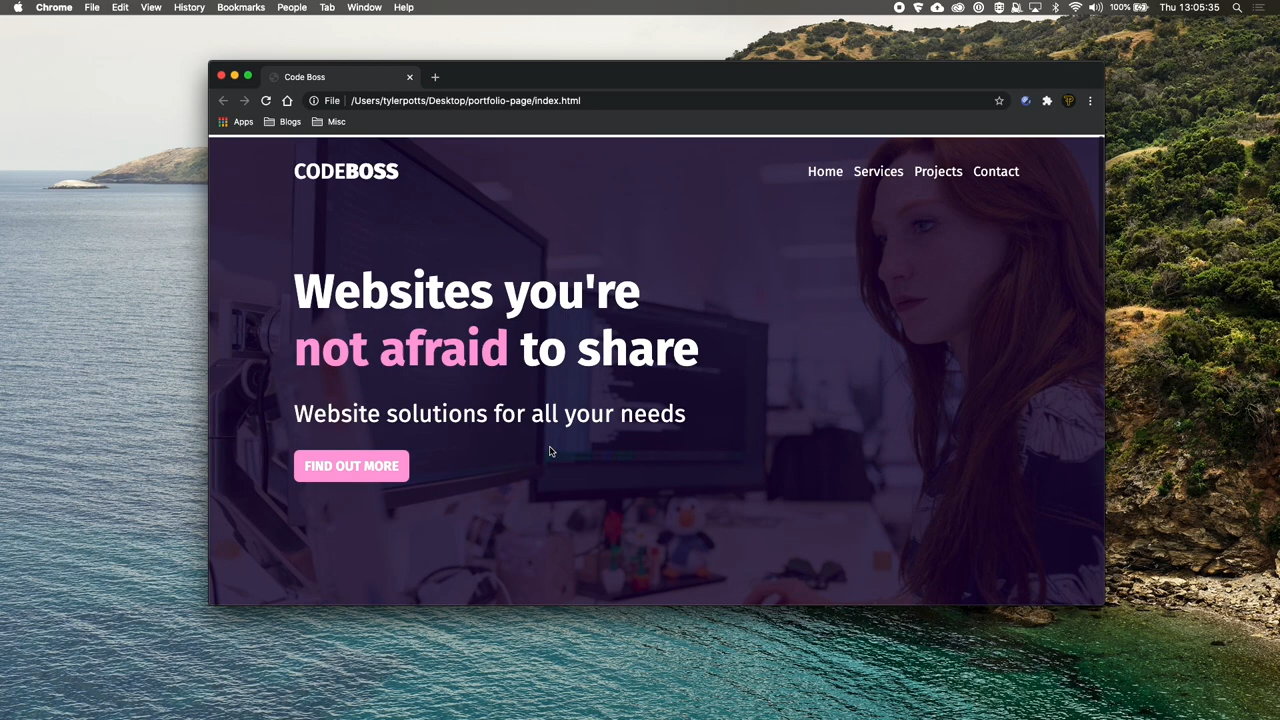 Chrome File Edit View History Bookmarks People Tab Window Help
100% Thu 13:05:35
Code Boss
File /Users/tylerpotts/Desktop/portfolio-page/index.html
Apps Blogs Misc
CODEBOSS
Home Services Projects Contact
Websites you're
not afraid to share
Website solutions for all your needs
FIND OUT MORE